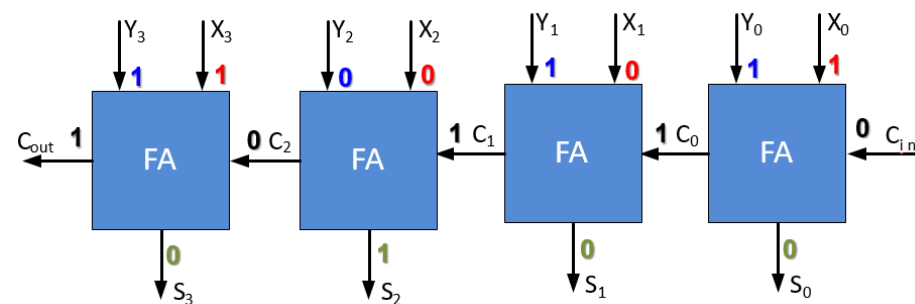 Y3 X3 Y2 X2 Y1 X1 Y0 X0
1 1 0 0 1 0 1 1
Cout 1 FA 0 C2 FA 1 C1 FA 1 C0 FA 0 Cin
0 1 0 0
S3 S2 S1 S0